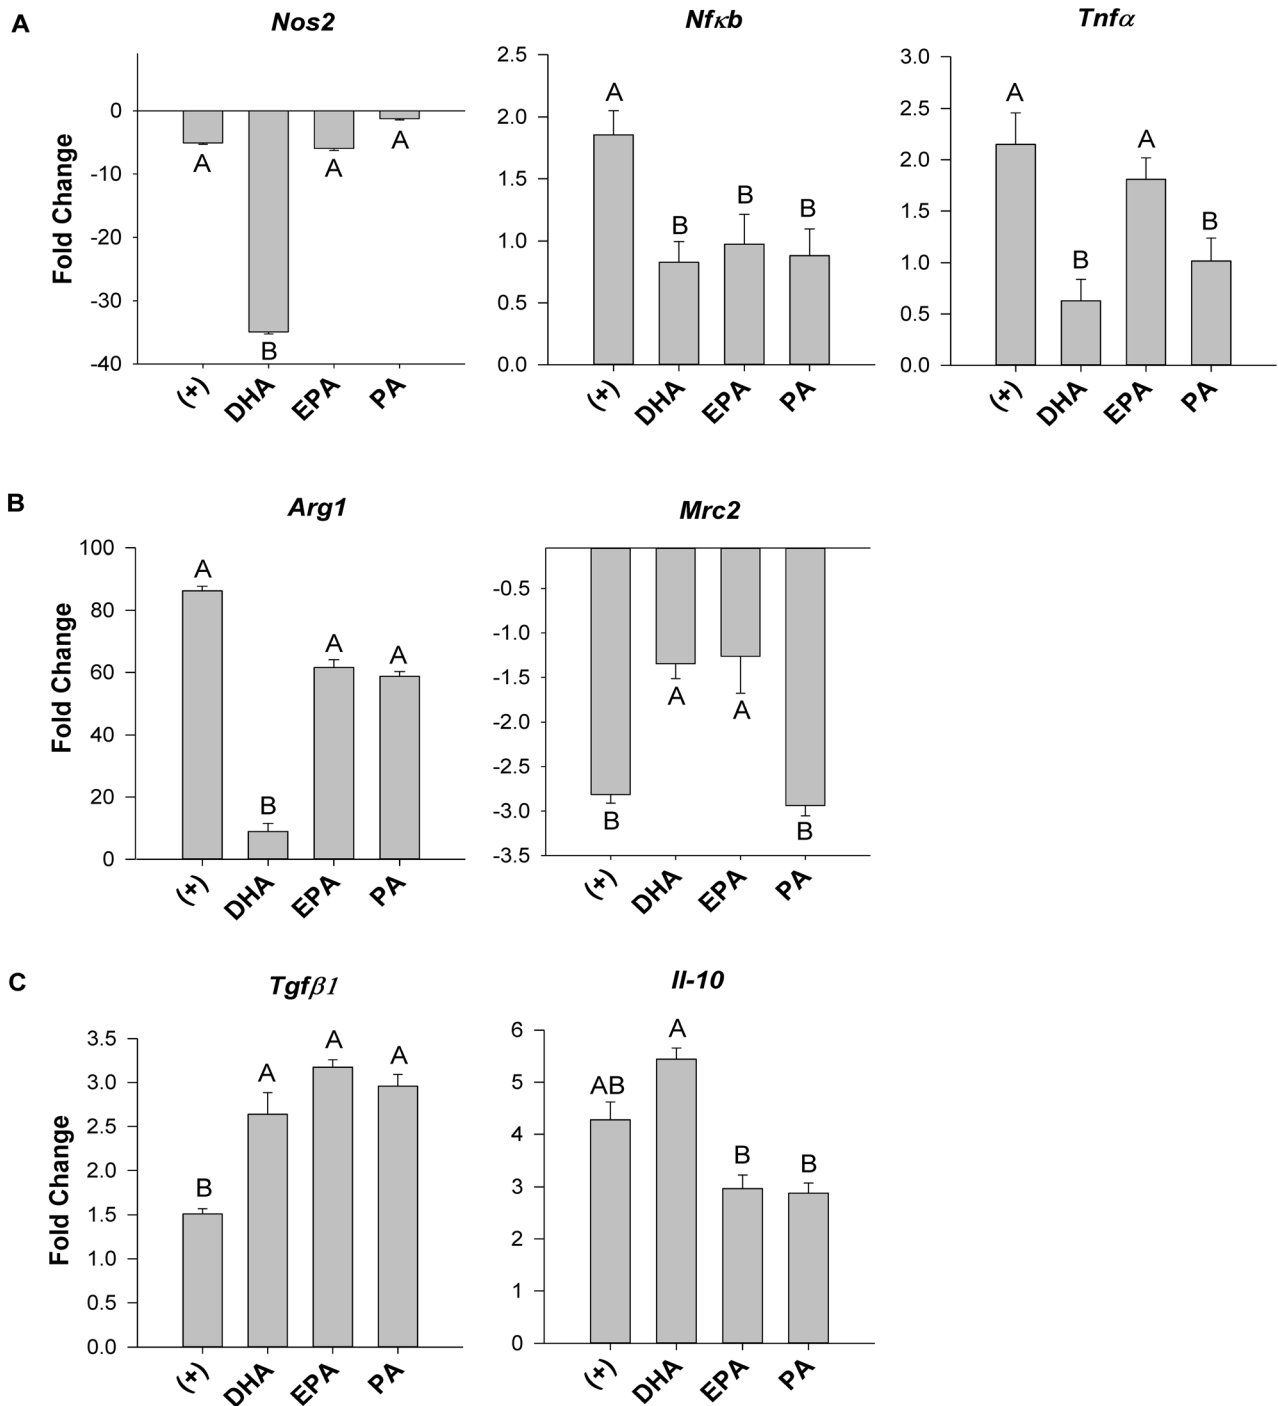 A
Nos2
Nfκb
Tnfα
Fold Change
0
-10
-20
-30
-40
A
B
A
A
(+)
DHA
EPA
PA
2.5
2.0
1.5
1.0
0.5
0.0
A
B
B
B
(+)
DHA
EPA
PA
3.0
2.5
2.0
1.5
1.0
0.5
0.0
A
B
A
B
(+)
DHA
EPA
PA
B
Arg1
Mrc2
Fold Change
100
80
60
40
20
0
A
B
A
A
(+)
DHA
EPA
PA
-0.5
-1.0
-1.5
-2.0
-2.5
-3.0
-3.5
B
A
A
B
(+)
DHA
EPA
PA
C
Tgfβ1
Il-10
Fold Change
3.5
3.0
2.5
2.0
1.5
1.0
0.5
0.0
B
A
A
A
(+)
DHA
EPA
PA
6
5
4
3
2
1
0
AB
A
B
B
(+)
DHA
EPA
PA